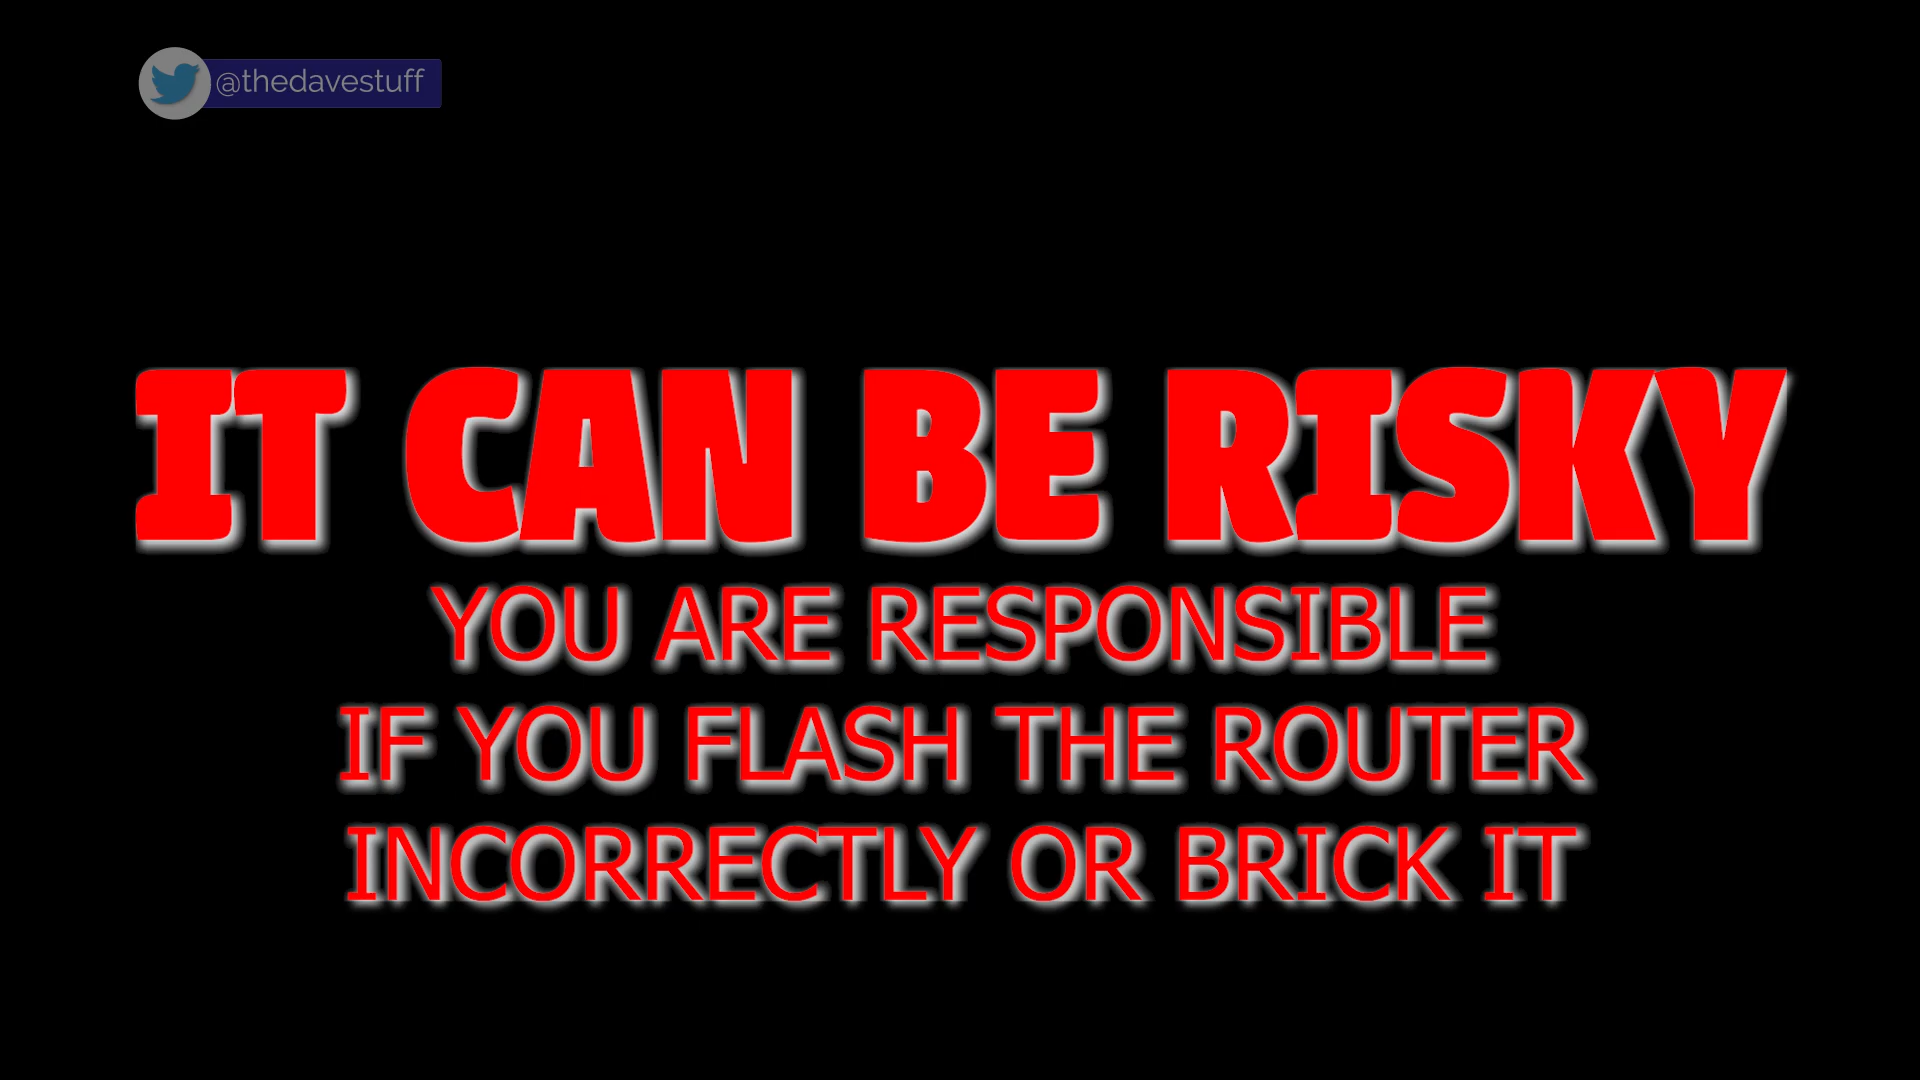 @thedavestuff
IT CAN BE RISKY
YOU ARE RESPONSIBLE
IF YOU FLASH THE ROUTER
INCORRECTLY OR BRICK IT